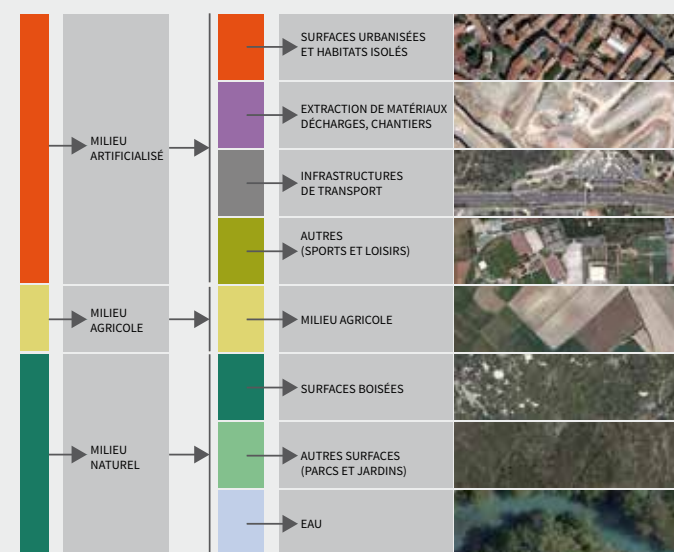 MILIEU
ARTIFICIALISÉ
SURFACES URBANISÉES
ET HABITATS ISOLÉS
EXTRACTION DE MATÉRIAUX
DÉCHARGES, CHANTIERS
INFRASTRUCTURES
DE TRANSPORT
AUTRES
(SPORTS ET LOISIRS)
MILIEU
AGRICOLE
MILIEU AGRICOLE
MILIEU
NATUREL
SURFACES BOISÉES
AUTRES SURFACES
(PARCS ET JARDINS)
EAU